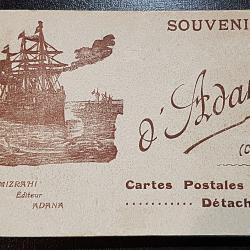 SOUVENI
d'Adan
(C
MIZRAHI
Éditeur
ADANA
Cartes Postales
........... Détach